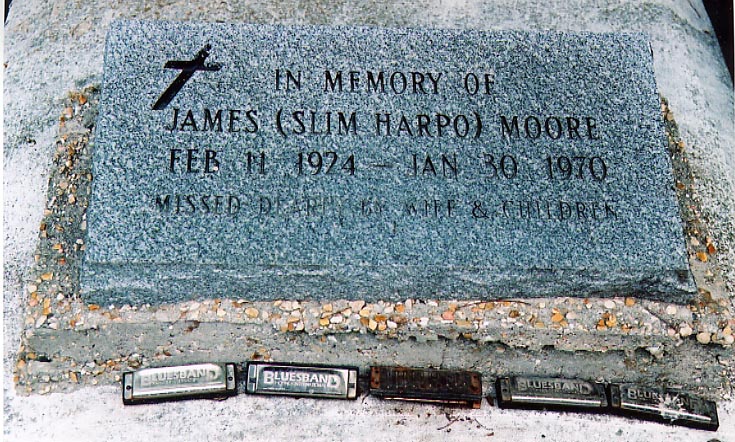 IN MEMORY OF
JAMES (SLIM HARPO) MOORE
FEB 11 1924 — JAN 30 1970
MISSED DEARLY BY WIFE & CHILDREN
BLUESBAND
BLUESBAND
BLUESBAND
BLUESBAND